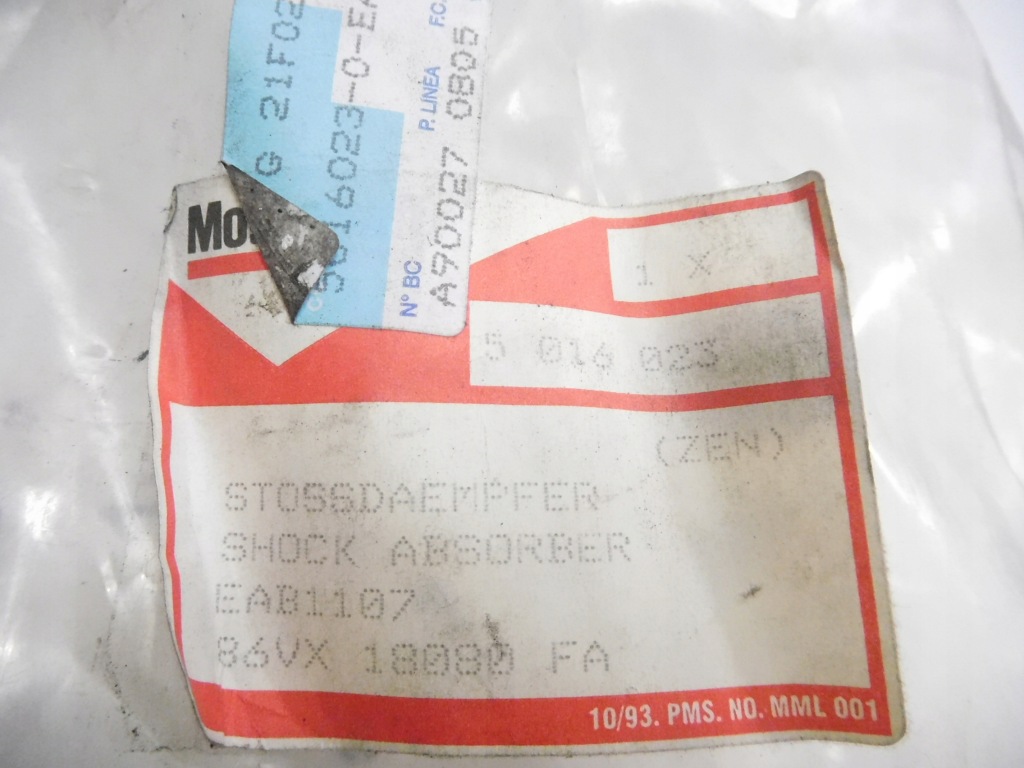 G 21F02
5016023-0-EA
N° BC P. LINEA F.C.
A90027 0805
Mo
1 X
5 016 023
(ZEN)
STOSSDAEMPFER
SHOCK ABSORBER
EAB1107
86VX 18080 FA
10/93. PMS. NO. MML 001